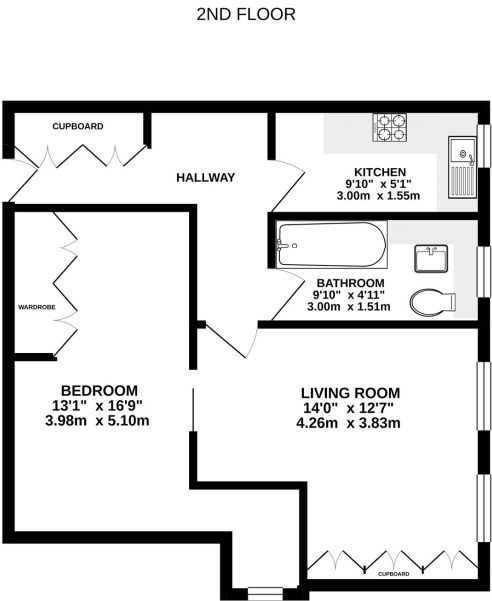 2ND FLOOR
CUPBOARD
HALLWAY
KITCHEN
9'10" x 5'1"
3.00m x 1.55m
BATHROOM
9'10" x 4'11"
3.00m x 1.51m
WARDROBE
BEDROOM
13'1" x 16'9"
3.98m x 5.10m
LIVING ROOM
14'0" x 12'7"
4.26m x 3.83m
CUPBOARD